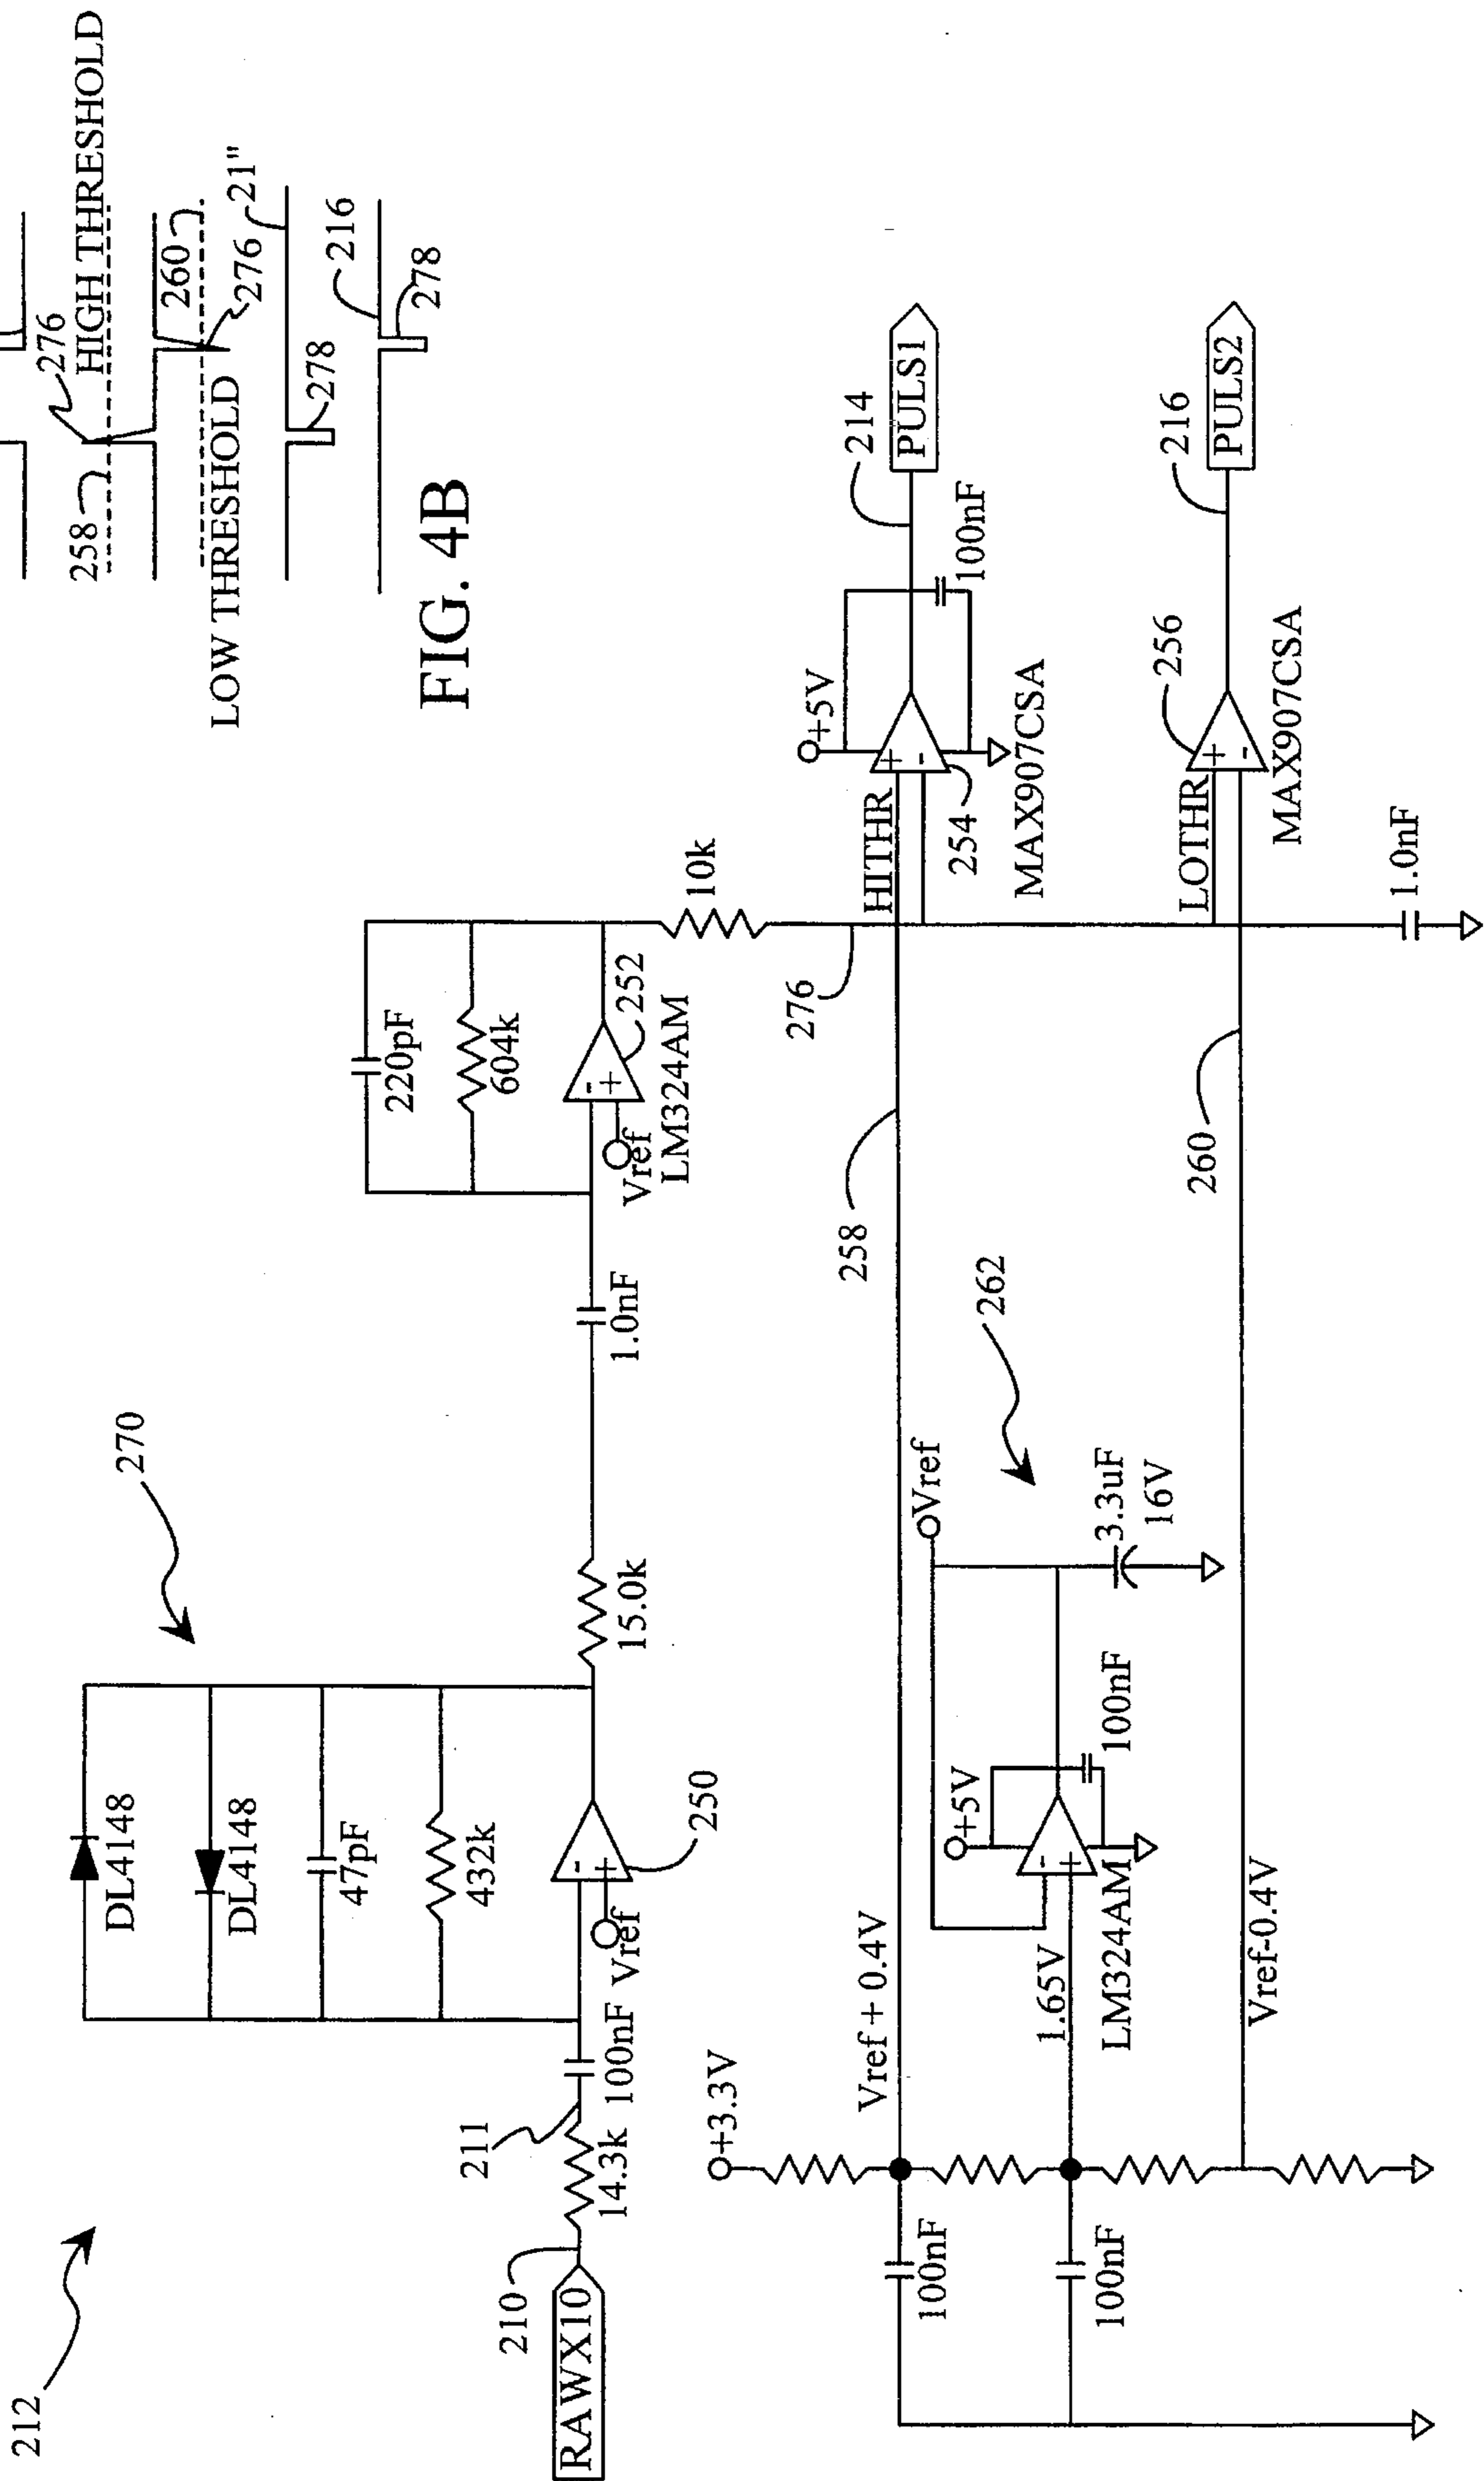 276
258
HIGH THRESHOLD
260
276
LOW THRESHOLD
21"
278
216
278
FIG. 4B
212
270
DL4148
DL4148
47pF
432k
220pF
604k
210
211
RAWX10
14.3k
100nF
Vref
250
15.0k
1.0nF
Vref
252
LM324AM
10k
+3.3V
276
+5V
214
HITHR
PULS1
Vref + 0.4V
258
254
100nF
MAX907CSA
100nF
Vref
262
+5V
1.65V
100nF
3.3uF
16V
LM324AM
100nF
256
216
LOTHR
PULS2
Vref-0.4V
260
MAX907CSA
1.0nF